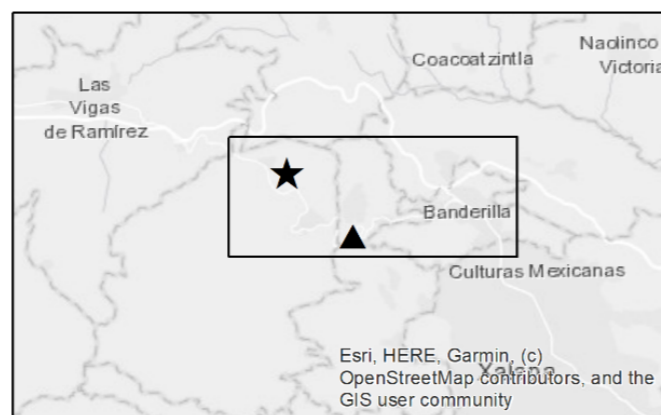 Naolinco
Victoria
Coacoatzintla
Las
Vigas
de Ramírez
Banderilla
Culturas Mexicanas
Xalapa
Esri, HERE, Garmin, (c)
OpenStreetMap contributors, and the
GIS user community